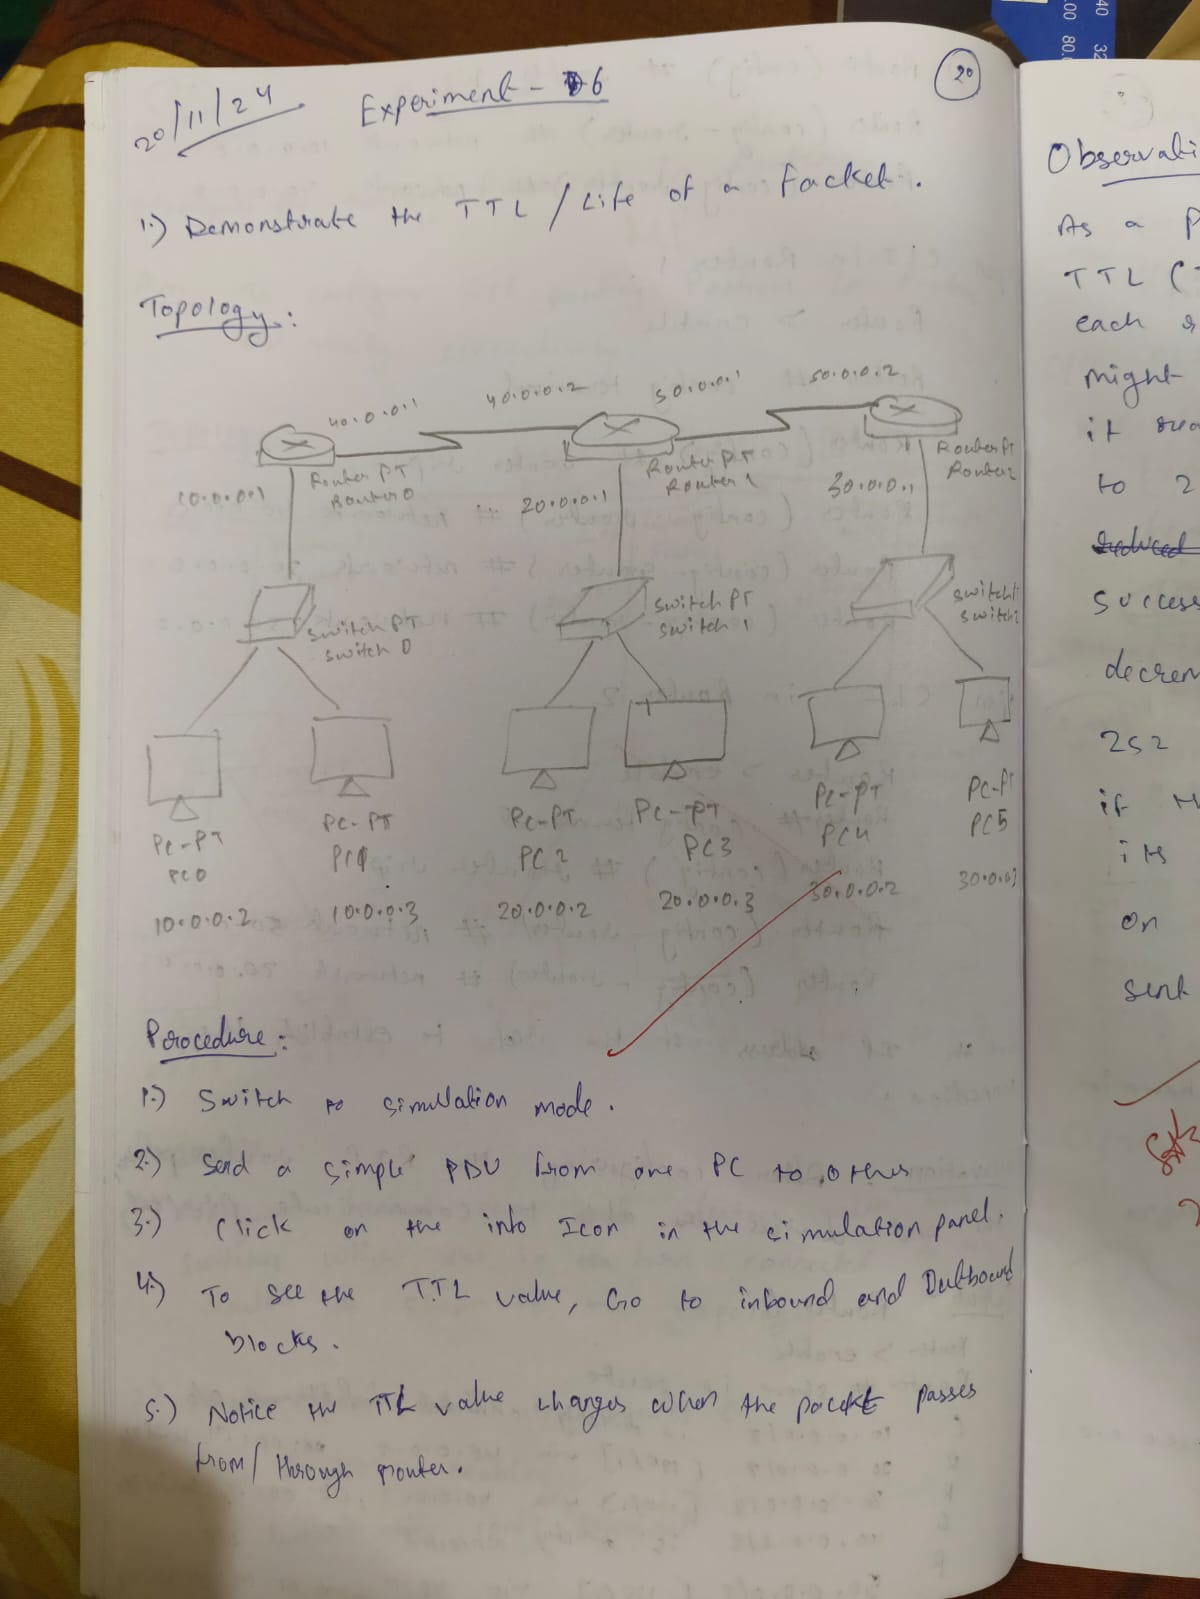 20/11/24
Experiment - 6
20
1.) Demonstrate the TTL / Life of a Packet.
Topology:
40.0.0.1 40.0.0.2 50.0.0.1 50.0.0.2
10.0.0.1 Router PT 20.0.0.1 Router PT 30.0.0.1 Router PT
Router 0 Router 1 Router 2
Switch PT Switch PT
Switch 0 Switch 1
PC-PT PC-PT PC-PT PC-PT PC-PT PC-PT
PC0 PC1 PC2 PC3 PC4 PC5
10.0.0.2 10.0.0.3 20.0.0.2 20.0.0.3 30.0.0.2 30.0.0.3
Procedure:
1.) Switch to simulation mode.
2.) Send a simple PDU from one PC to other
3.) Click on the info Icon in the simulation panel.
4.) To see the TTL value, Go to inbound and Outbound
blocks.
5.) Notice the TTL value changes when the packet passes
from/through router.
Observati
As a P
TTL (
each
might
it
to 2
success
decrem
252
if
its
on
sent